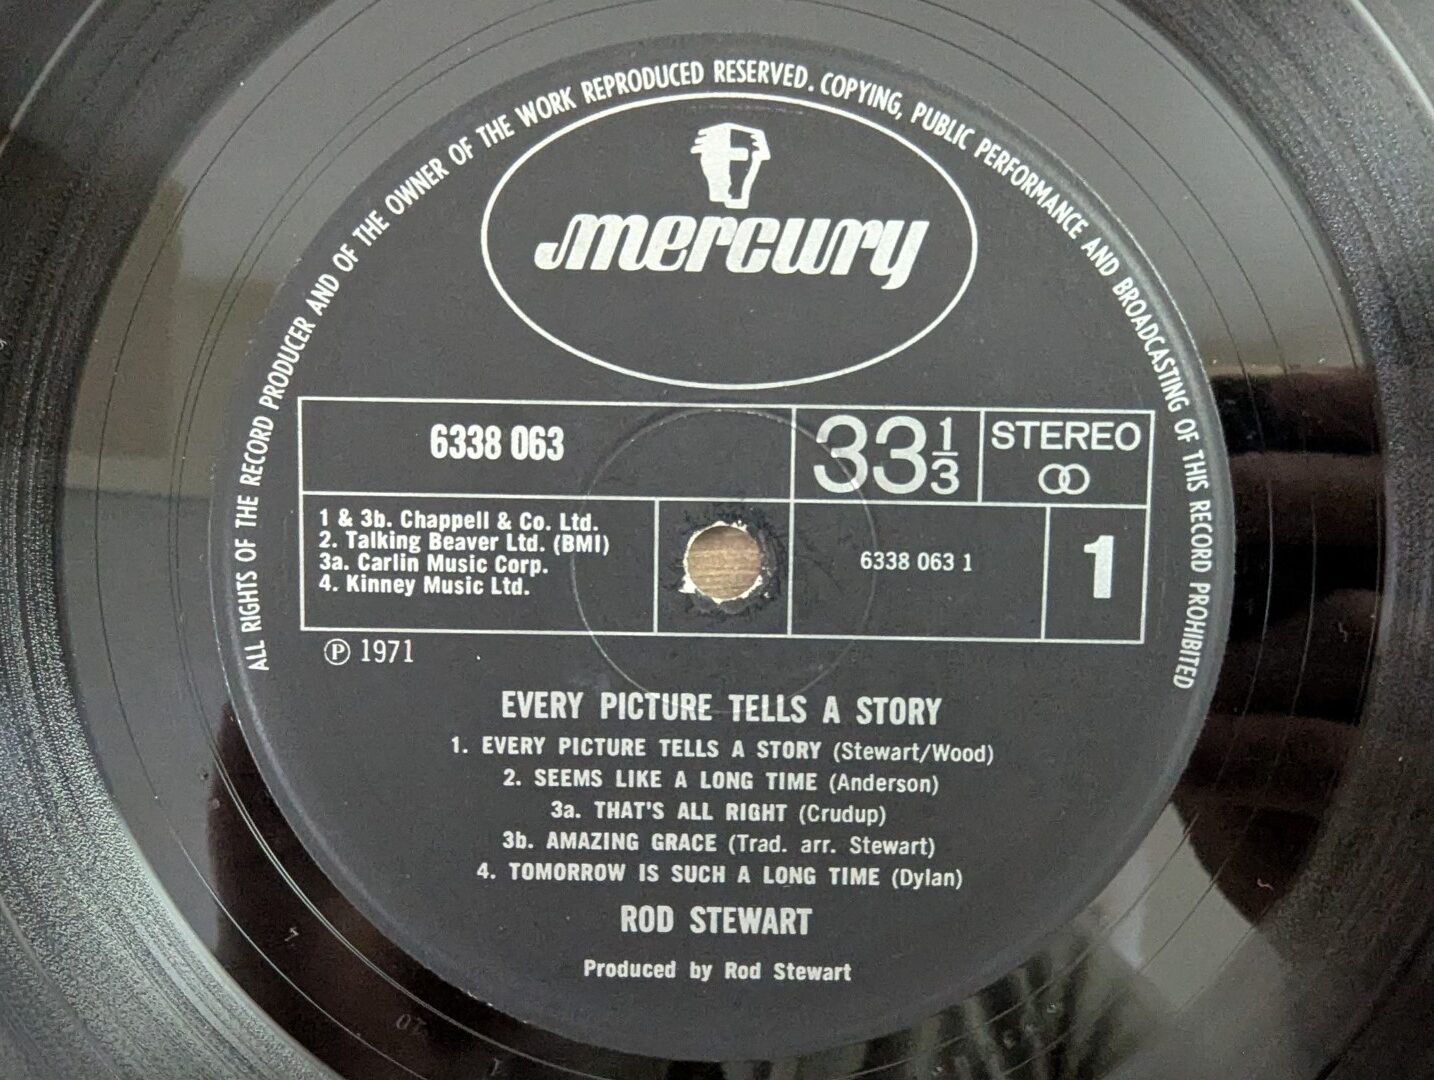 ALL RIGHTS OF THE RECORD PRODUCER AND OF THE OWNER OF THE WORK REPRODUCED RESERVED. COPYING, PUBLIC PERFORMANCE AND BROADCASTING OF THIS RECORD PROHIBITED
mercury
6338 063
33 1/3
STEREO
1 & 3b. Chappell & Co. Ltd.
2. Talking Beaver Ltd. (BMI)
3a. Carlin Music Corp.
4. Kinney Music Ltd.
6338 063 1
1
Ⓟ 1971
EVERY PICTURE TELLS A STORY
1. EVERY PICTURE TELLS A STORY (Stewart/Wood)
2. SEEMS LIKE A LONG TIME (Anderson)
3a. THAT'S ALL RIGHT (Crudup)
3b. AMAZING GRACE (Trad. arr. Stewart)
4. TOMORROW IS SUCH A LONG TIME (Dylan)
ROD STEWART
Produced by Rod Stewart